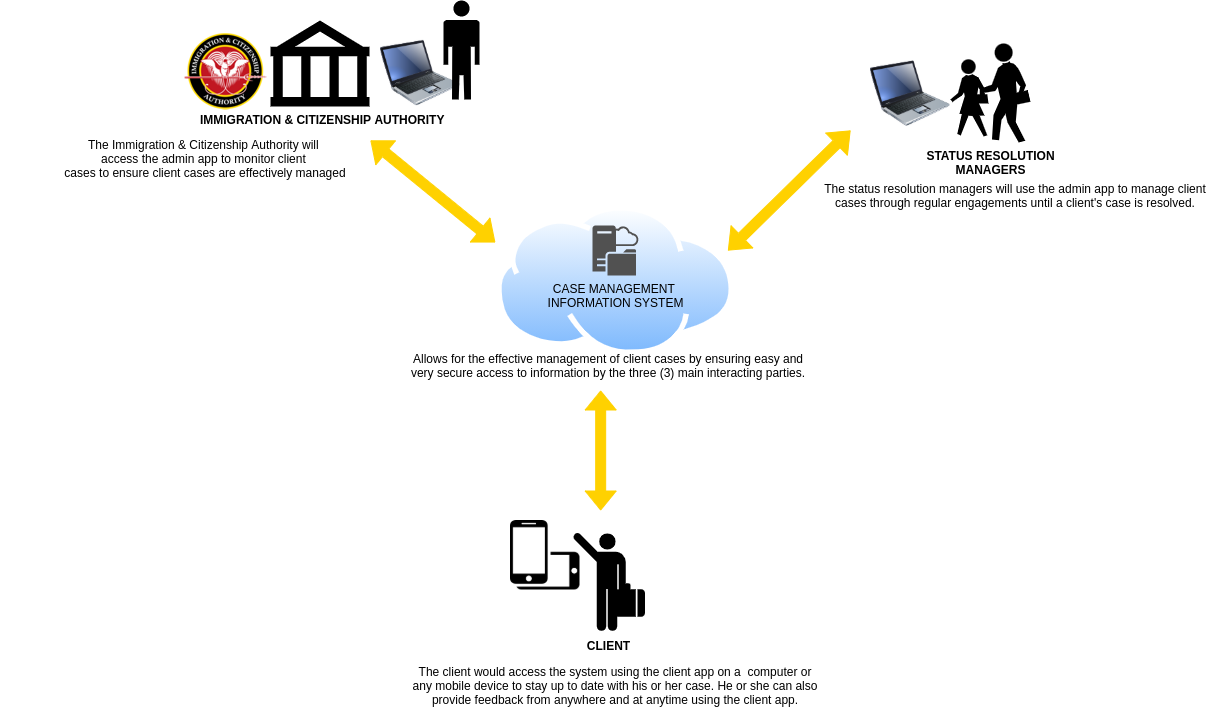 IMMIGRATION & CITIZENSHIP
AUTHORITY
IMMIGRATION & CITIZENSHIP AUTHORITY
The Immigration & Citizenship Authority will
access the admin app to monitor client
cases to ensure client cases are effectively managed
STATUS RESOLUTION
MANAGERS
The status resolution managers will use the admin app to manage client
cases through regular engagements until a client's case is resolved.
CASE MANAGEMENT
INFORMATION SYSTEM
Allows for the effective management of client cases by ensuring easy and
very secure access to information by the three (3) main interacting parties.
CLIENT
The client would access the system using the client app on a  computer or
any mobile device to stay up to date with his or her case. He or she can also
provide feedback from anywhere and at anytime using the client app.